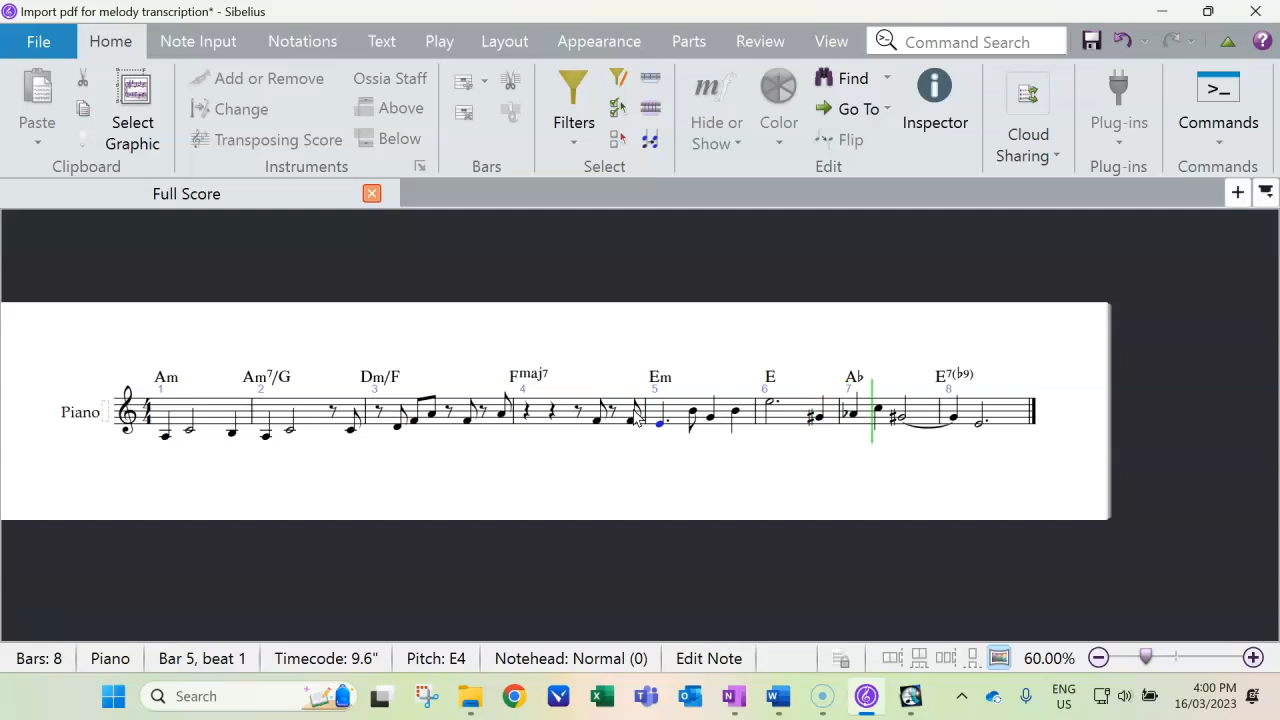 Import pdf for melody transcription* - Sibelius
File Home Note Input Notations Text Play Layout Appearance Parts Review View Command Search
Paste Select Graphic Clipboard
Add or Remove Change Transposing Score Ossia Staff Above Below Instruments
Bars
Filters Select
mf Hide or Show Color Find Go To Flip Inspector Edit
Cloud Sharing
Plug-ins Plug-ins
Commands Commands
Full Score
Am Am7/G Dm/F Fmaj7 Em E A♭ E7(♭9)
1 2 3 4 5 6 7 8
Piano
Bars: 8 Piano Bar 5, beat 1 Timecode: 9.6" Pitch: E4 Notehead: Normal (0) Edit Note 60.00%
Search ENG US 4:00 PM 16/03/2023